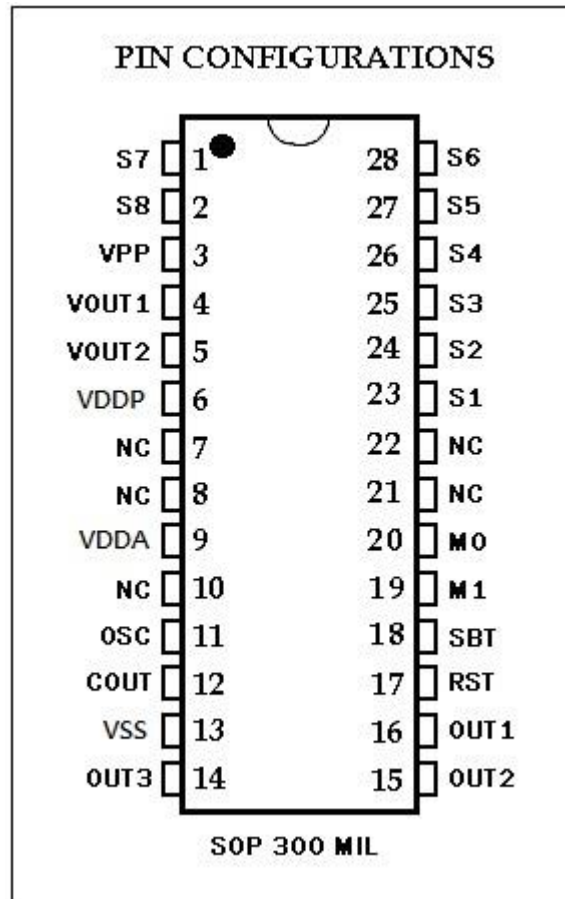 PIN CONFIGURATIONS
S7 1 28 S6
S8 2 27 S5
VPP 3 26 S4
VOUT1 4 25 S3
VOUT2 5 24 S2
VDDP 6 23 S1
NC 7 22 NC
NC 8 21 NC
VDDA 9 20 M0
NC 10 19 M1
OSC 11 18 SBT
COUT 12 17 RST
VSS 13 16 OUT1
OUT3 14 15 OUT2
SOP 300 MIL